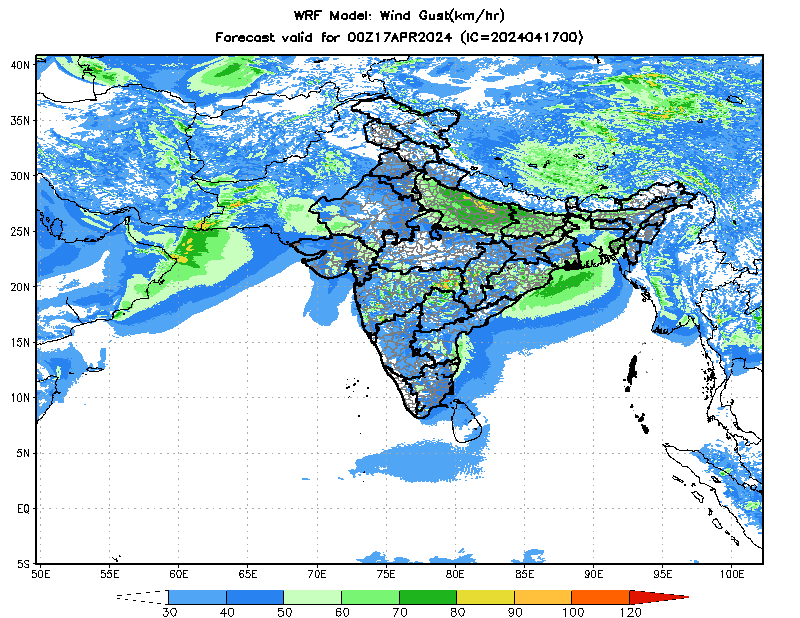 WRF Model: Wind Gust(km/hr)
Forecast valid for 00Z17APR2024 (IC=2024041700)
40N
35N
30N
25N
20N
15N
10N
5N
EQ
5S
50E 55E 60E 65E 70E 75E 80E 85E 90E 95E 100E
30 40 50 60 70 80 90 100 120